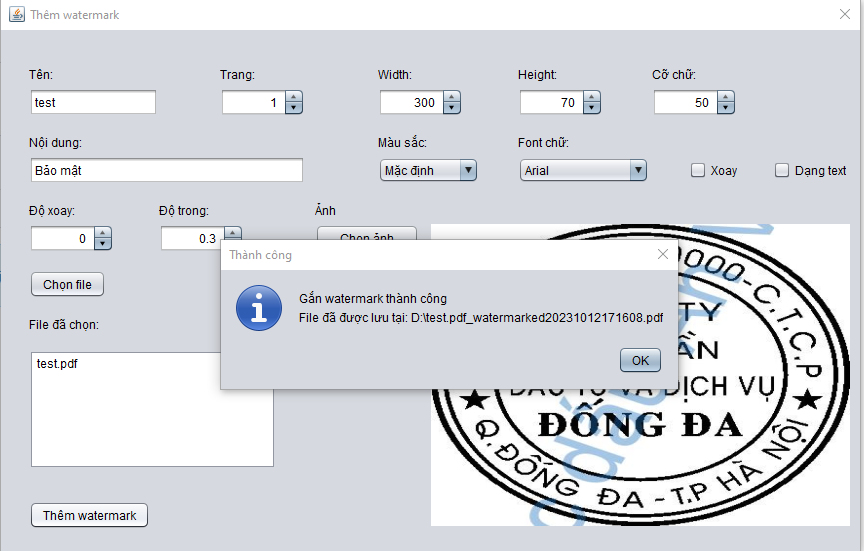 Thêm watermark
Tên: Trang: Width: Height: Cỡ chữ:
test 1 300 70 50
Nội dung: Màu sắc: Font chữ:
Bảo mật Mặc định Arial Xoay Dạng text
Độ xoay: Độ trong: Ảnh
0 0.3 Chọn ảnh
Chọn file
File đã chọn:
test.pdf
Thêm watermark
Thành công
Gắn watermark thành công
File đã được lưu tại: D:\test.pdf_watermarked20231012171608.pdf
OK
0000-C.T.C.P
TY
ĐẦU TƯ VÀ DỊCH VỤ
ĐỐNG ĐA
Q.ĐỐNG ĐA - T.P HÀ NỘI